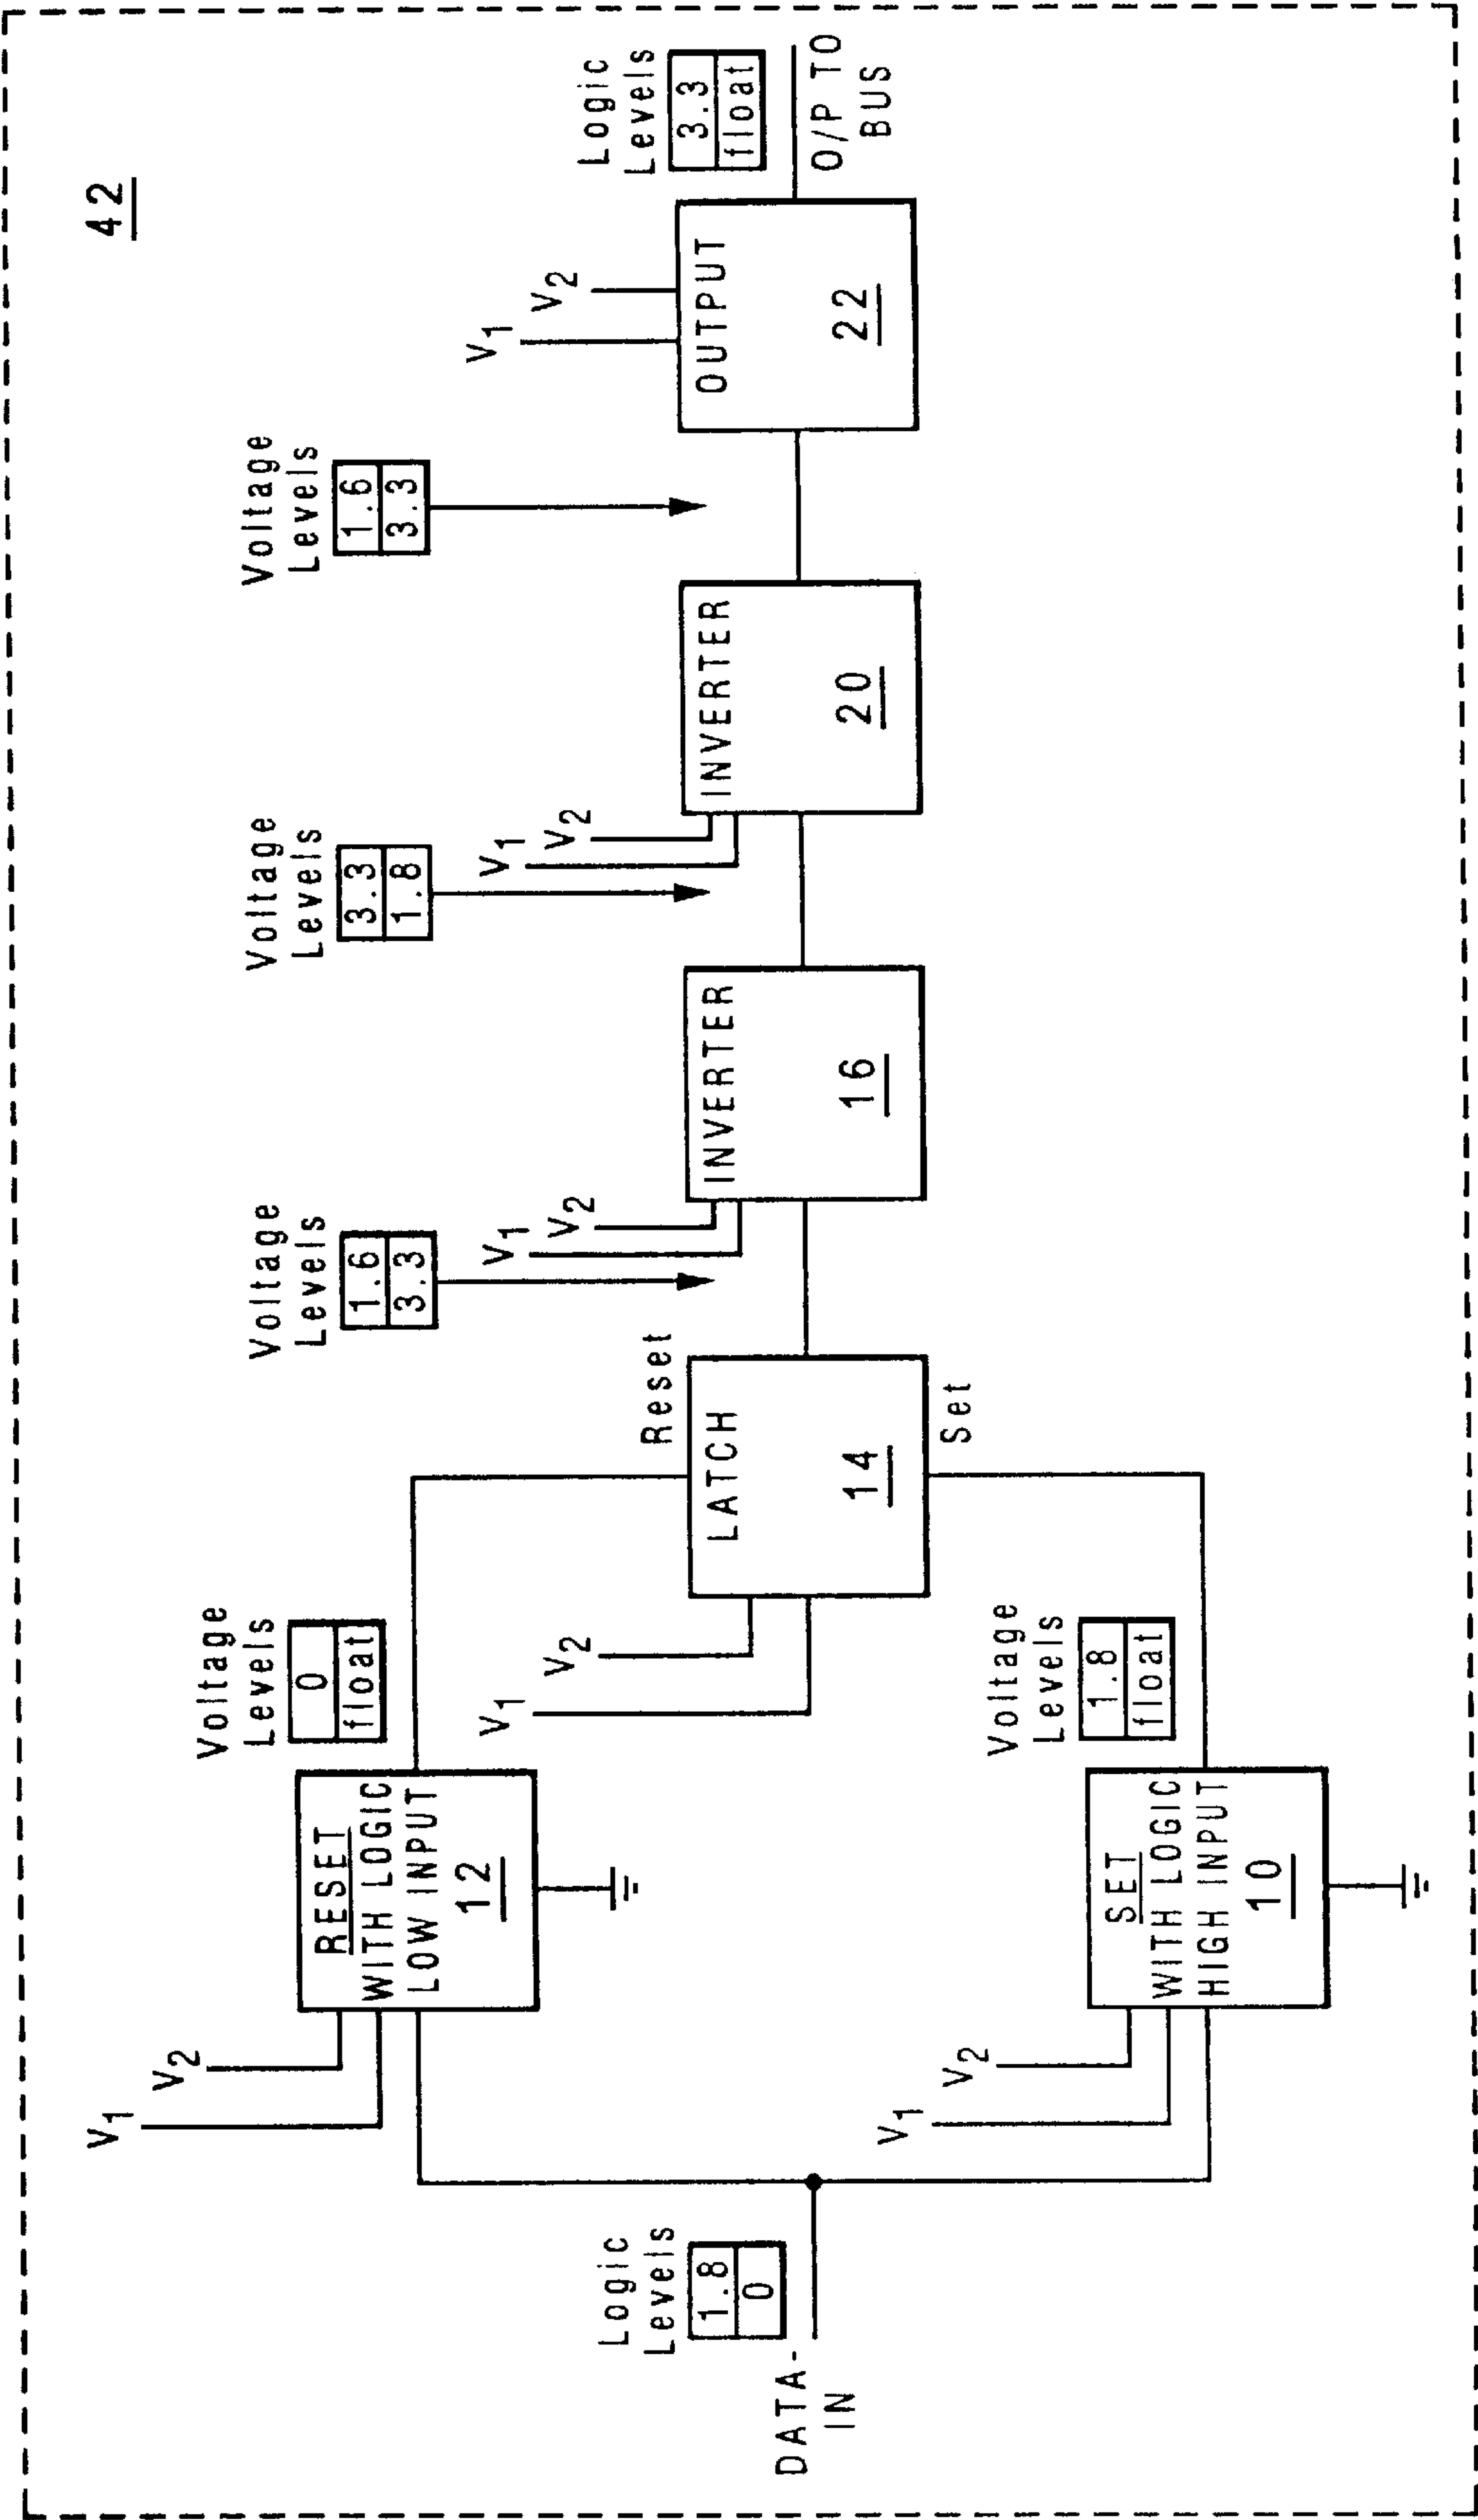 42
DATA-
IN
Logic
Levels
1.8
0
V1
V2
RESET
WITH LOGIC
LOW INPUT
12
Voltage
Levels
0
float
V1
V2
SET
WITH LOGIC
HIGH INPUT
10
Voltage
Levels
1.8
float
V1
V2
LATCH
14
Reset
Set
Voltage
Levels
1.6
3.3
V1
V2
INVERTER
16
Voltage
Levels
3.3
1.8
V1
V2
INVERTER
20
Voltage
Levels
1.6
3.3
V1
V2
OUTPUT
22
Logic
Levels
3.3
float
O/P TO
BUS